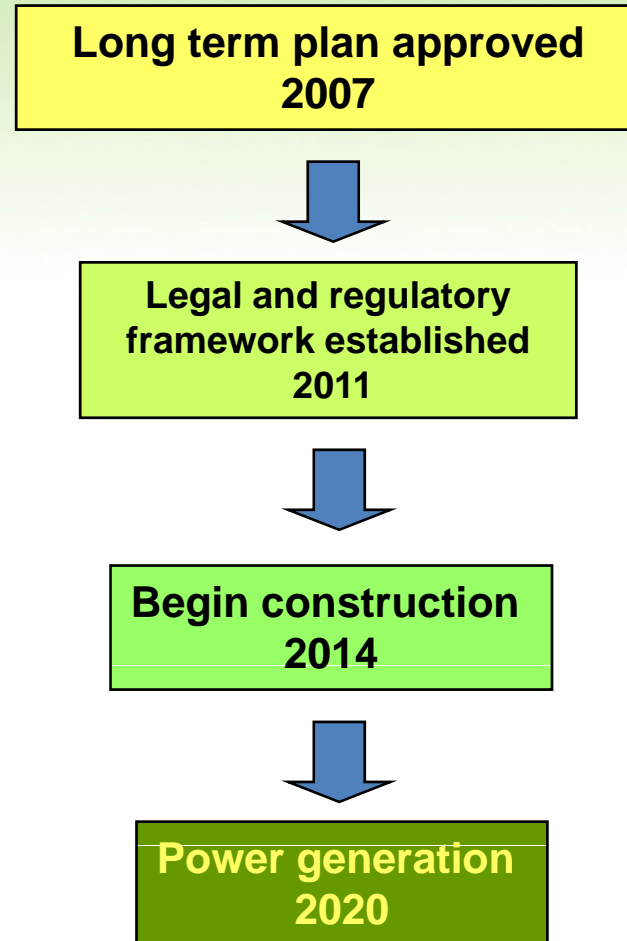 Long term plan approved
2007
Legal and regulatory
framework established
2011
Begin construction
2014
Power generation
2020